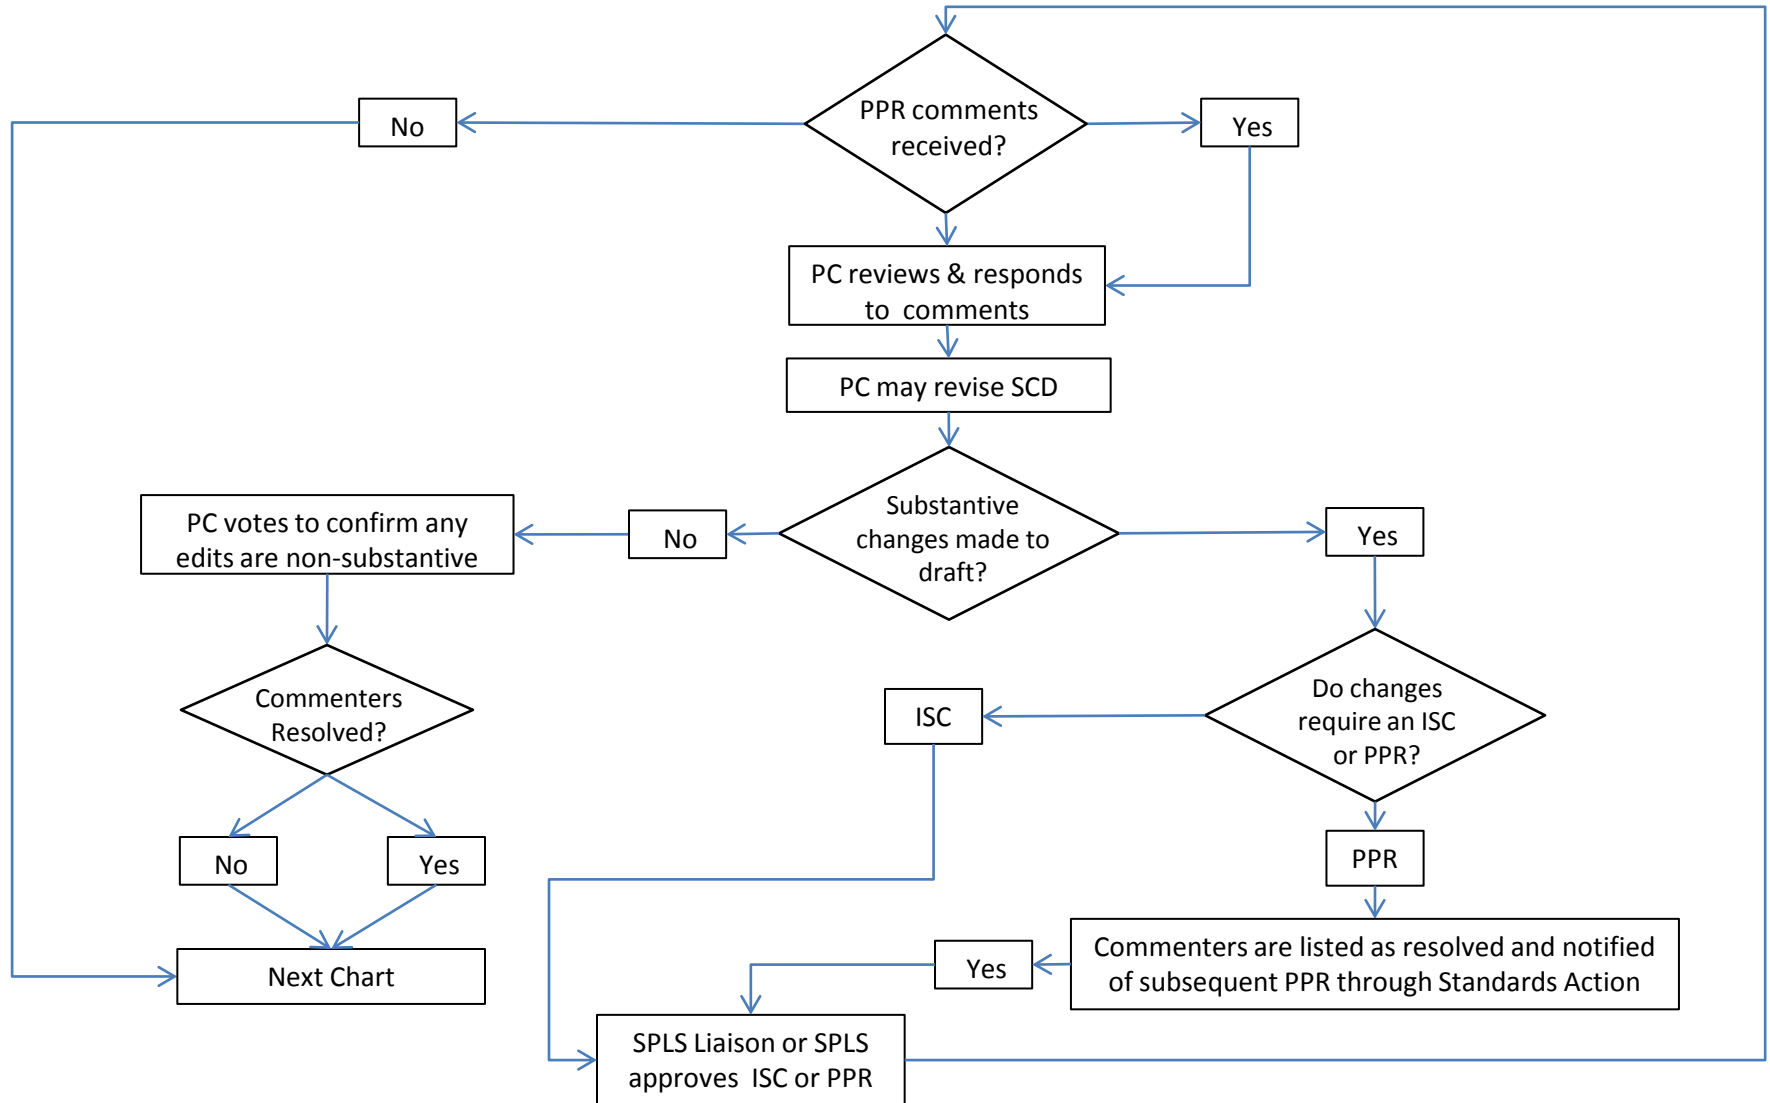 PPR comments
received?
No
Yes
PC reviews & responds
to comments
PC may revise SCD
Substantive
changes made to
draft?
No
Yes
PC votes to confirm any
edits are non-substantive
Commenters
Resolved?
Do changes
require an ISC
or PPR?
ISC
No
Yes
PPR
Next Chart
Yes
Commenters are listed as resolved and notified
of subsequent PPR through Standards Action
SPLS Liaison or SPLS
approves ISC or PPR